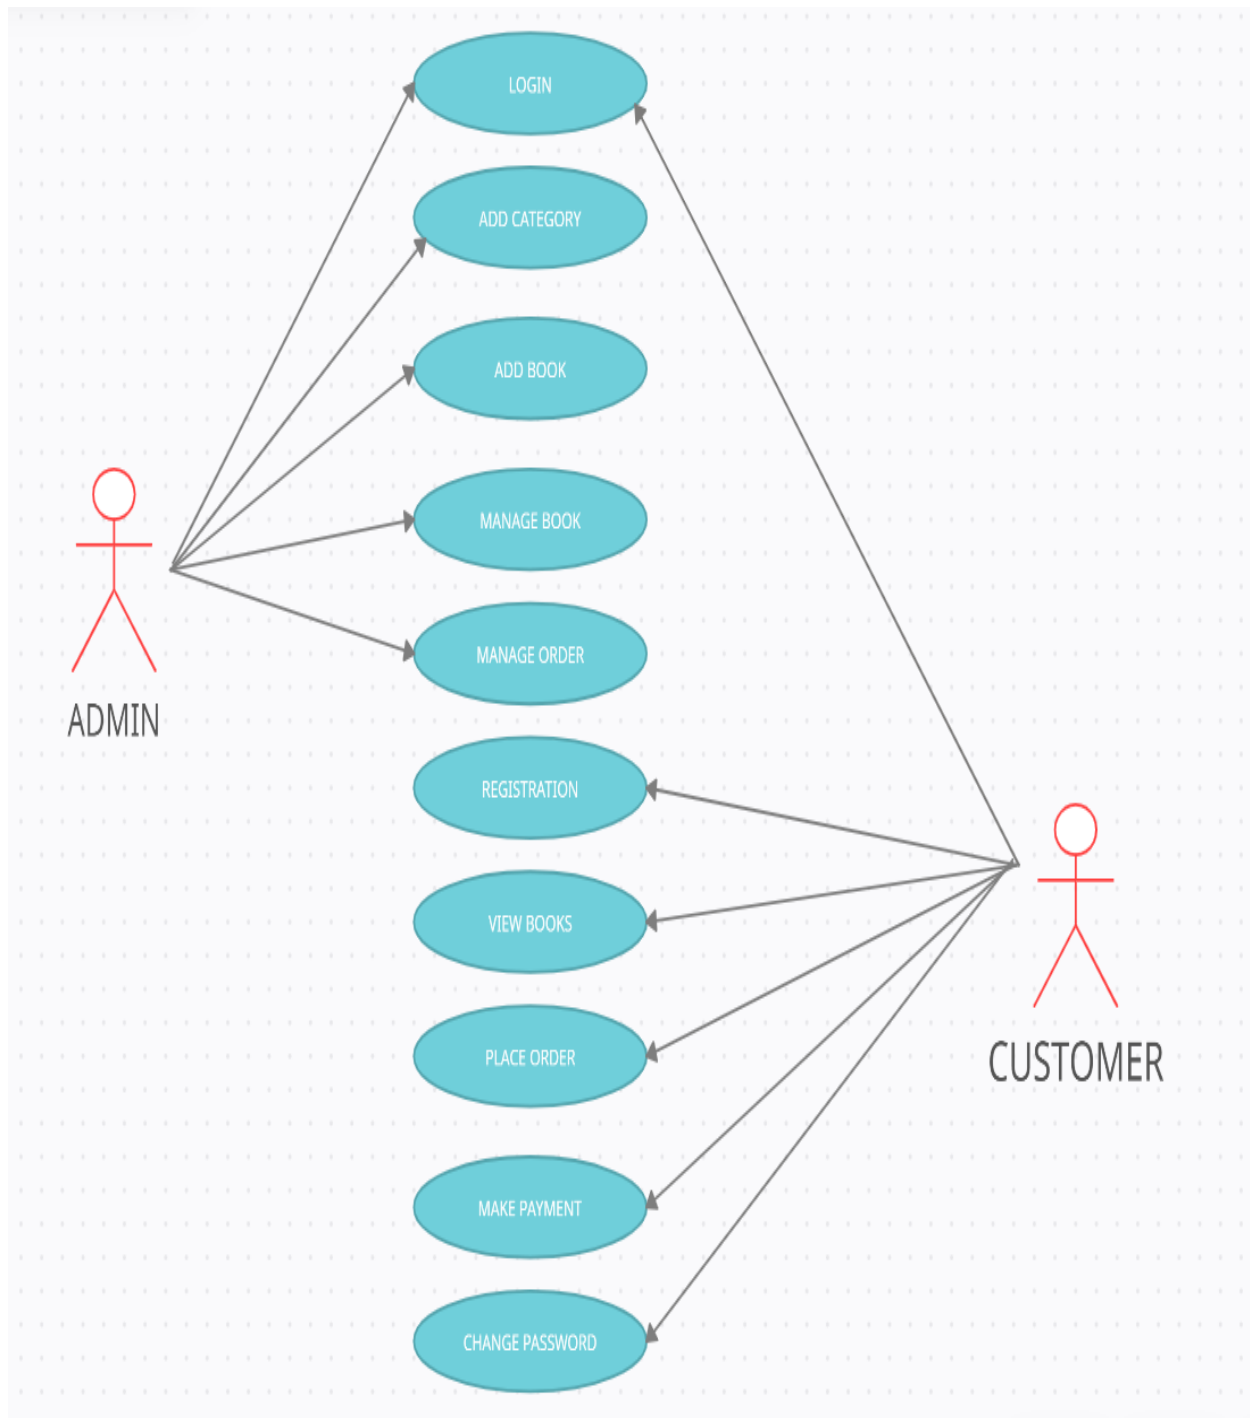 LOGIN
ADD CATEGORY
ADD BOOK
MANAGE BOOK
MANAGE ORDER
ADMIN
REGISTRATION
VIEW BOOKS
PLACE ORDER
CUSTOMER
MAKE PAYMENT
CHANGE PASSWORD